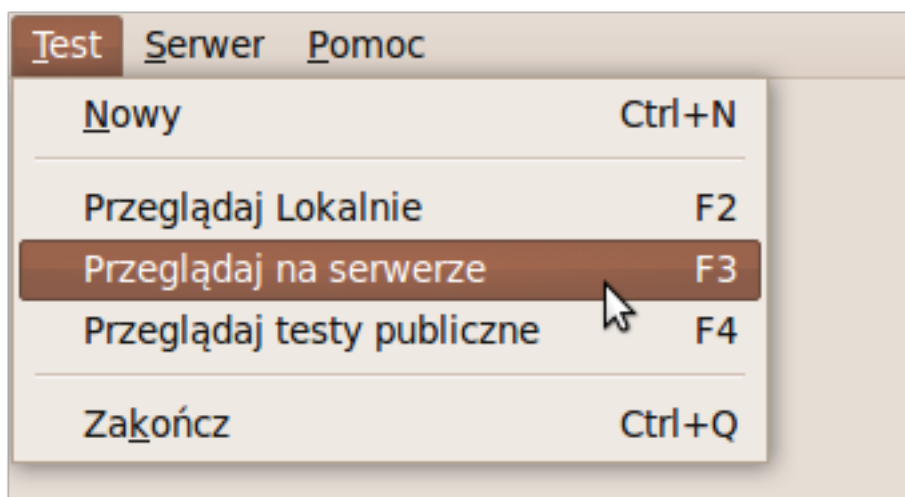 Test Serwer Pomoc
Nowy Ctrl+N
Przeglądaj Lokalnie F2
Przeglądaj na serwerze F3
Przeglądaj testy publiczne F4
Zakończ Ctrl+Q